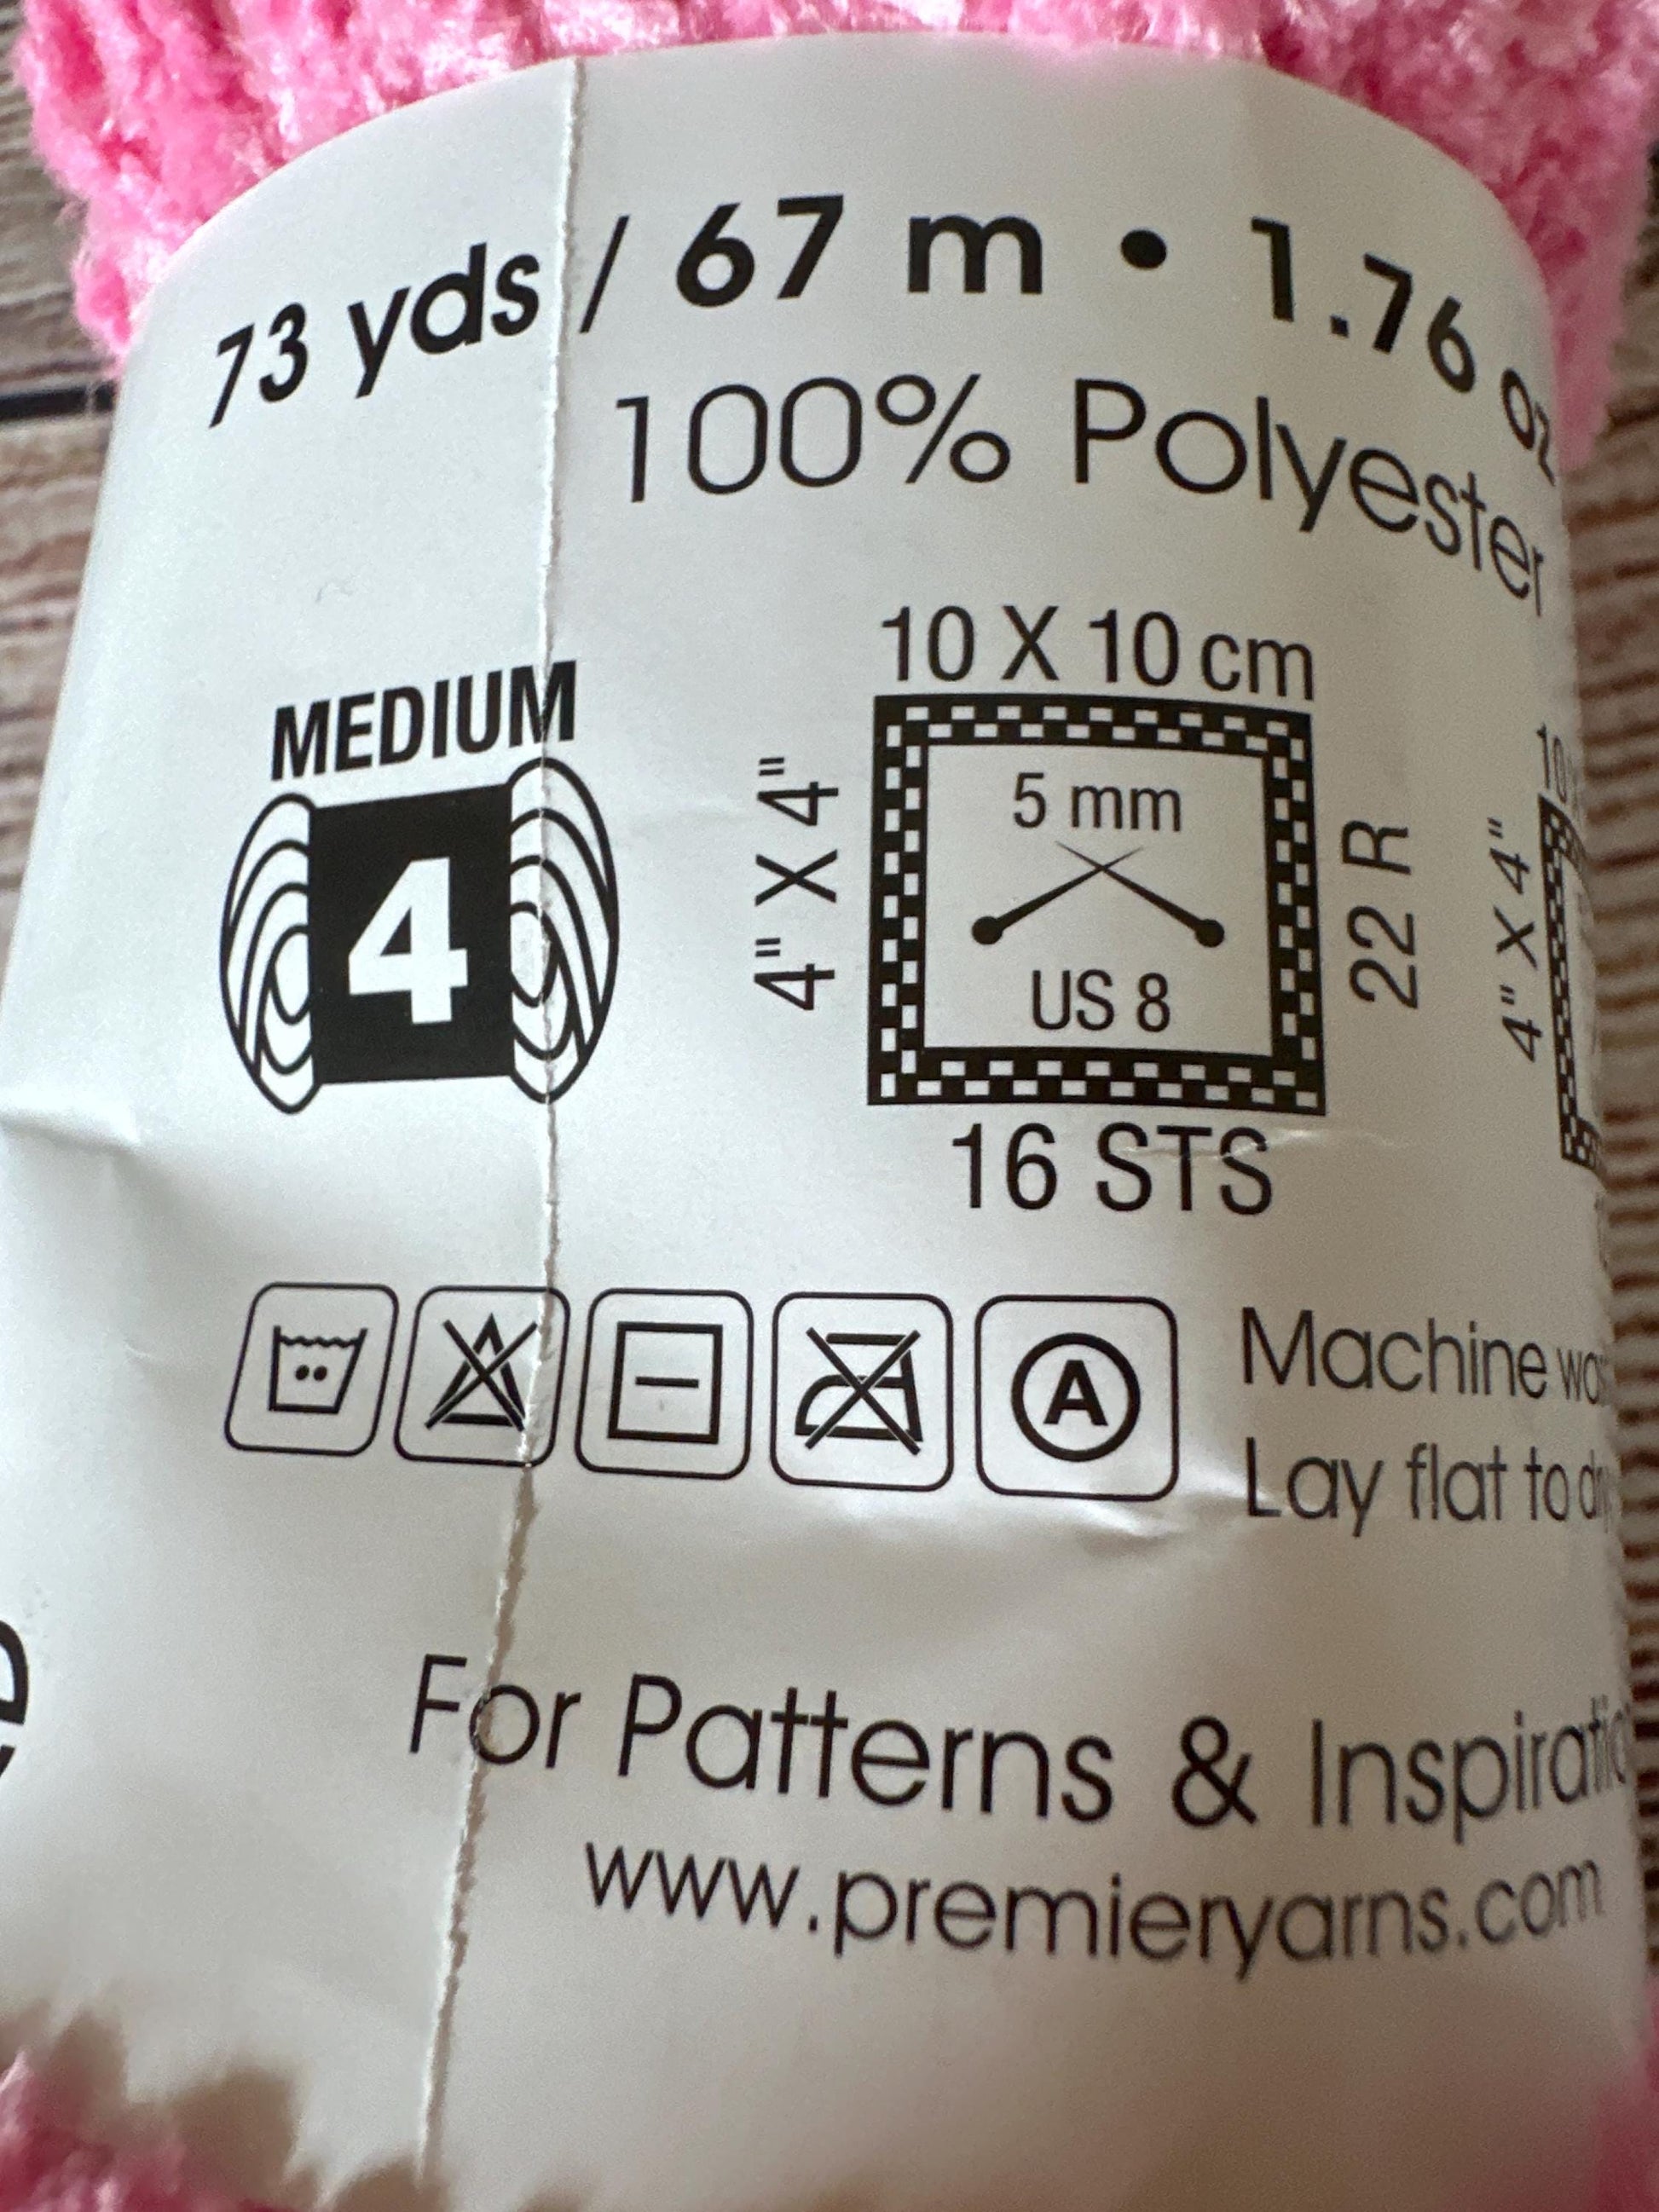 73 yds / 67 m • 1.76 oz
100% Polyester
MEDIUM
4
10 X 10 cm
4" X 4"
5 mm
US 8
22 R
16 STS
4" X 4"
A
Machine
Lay flat to
For Patterns &
www.premieryarns.com